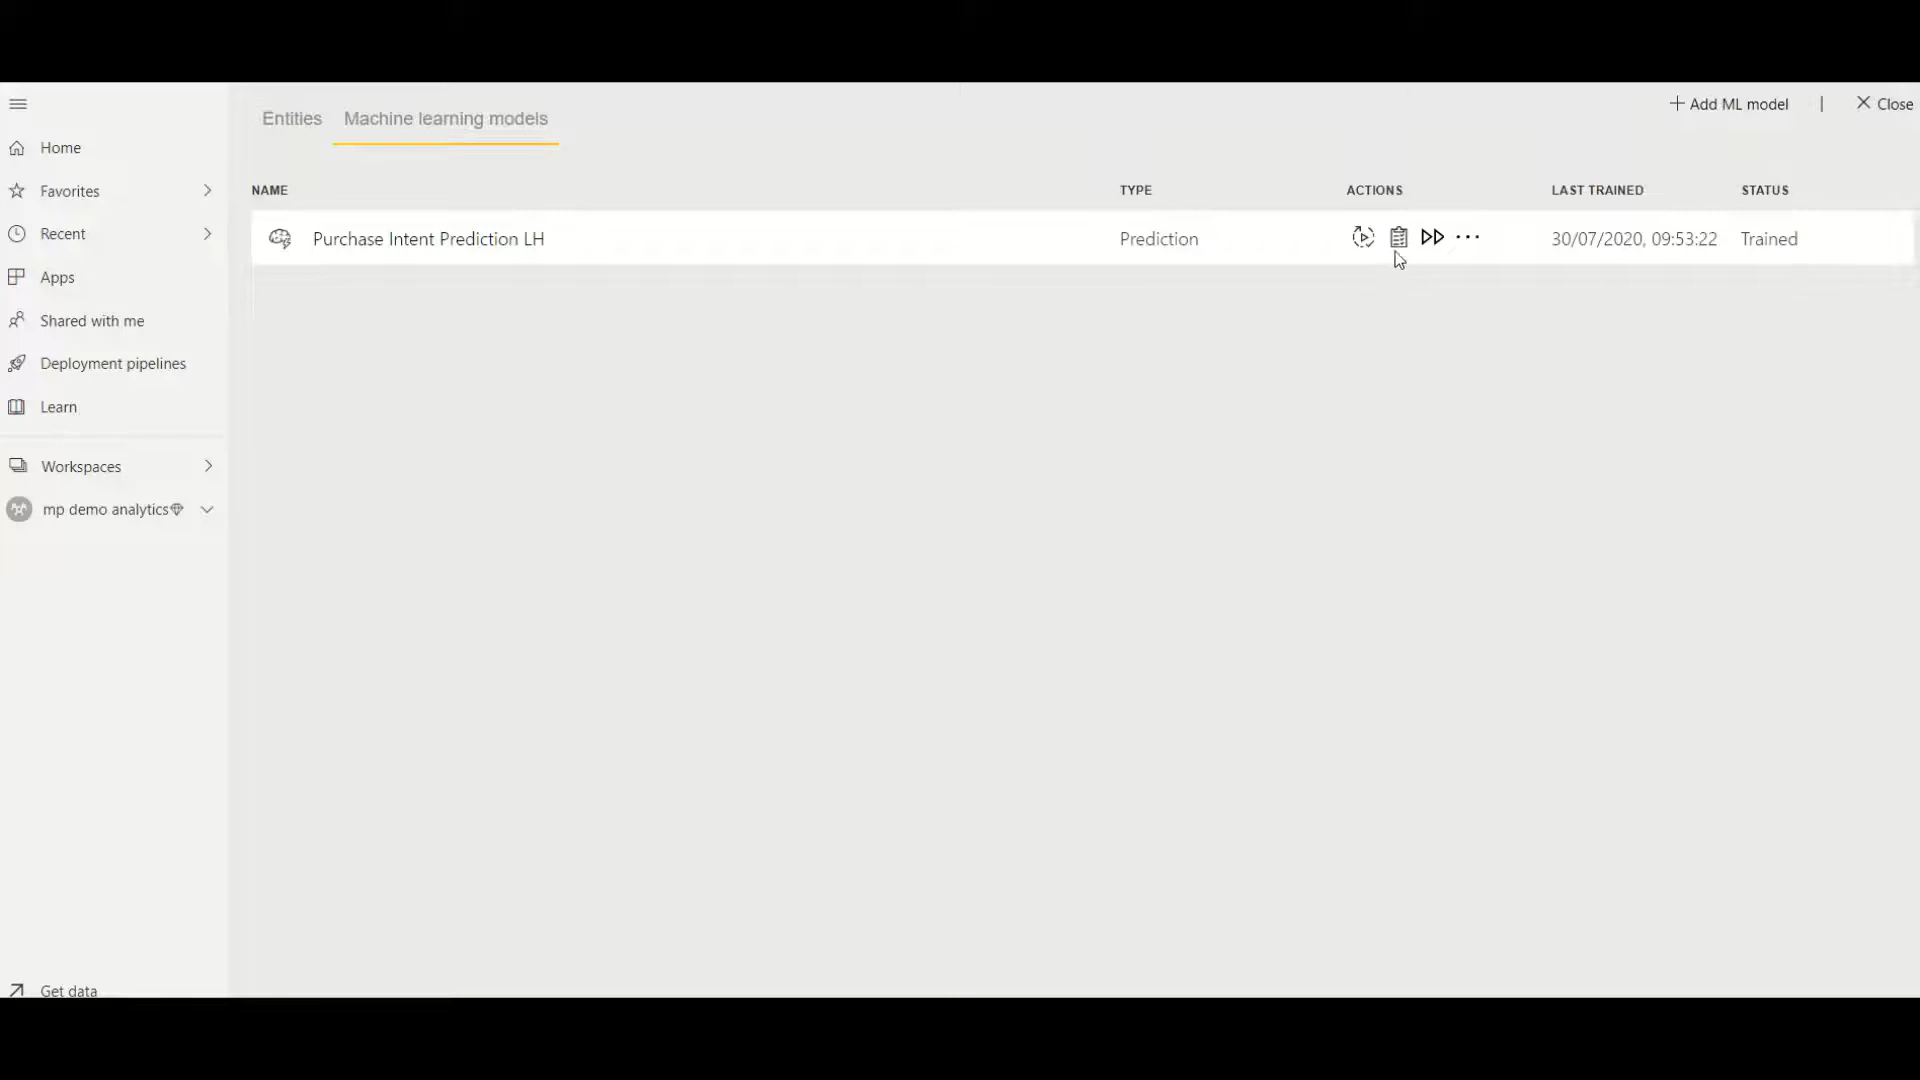 Entities Machine learning models
+ Add ML model | Close
Home
Favorites
Recent
Apps
Shared with me
Deployment pipelines
Learn
Workspaces
mp demo analytics
Get data
NAME TYPE ACTIONS LAST TRAINED STATUS
Purchase Intent Prediction LH Prediction 30/07/2020, 09:53:22 Trained